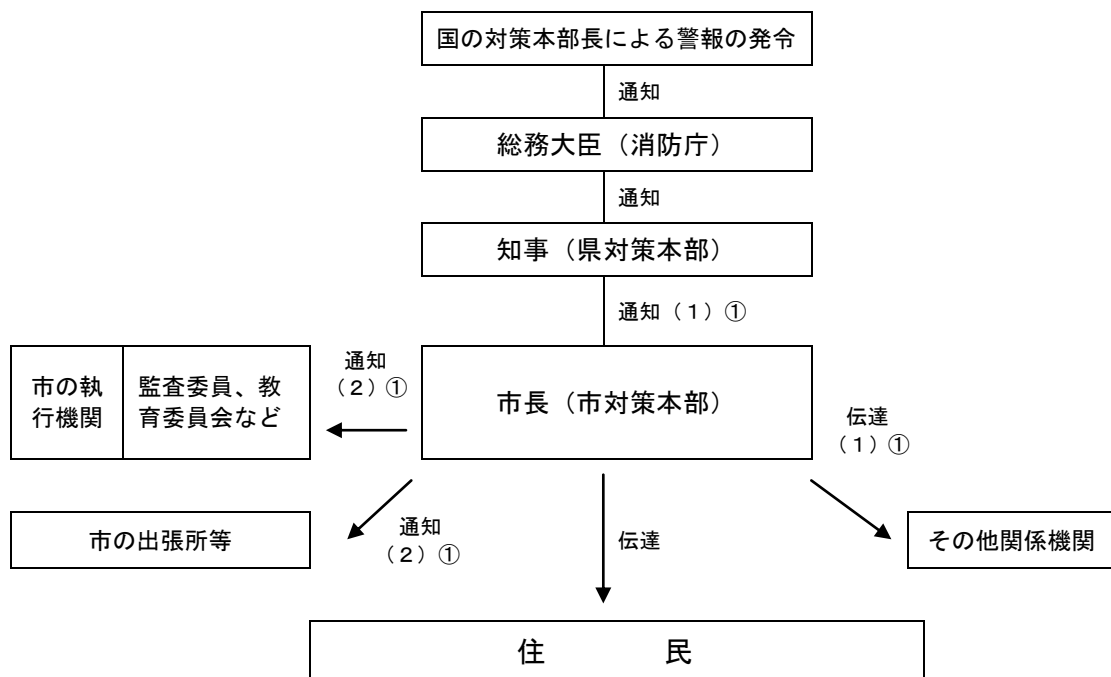 国の対策本部長による警報の発令
通知
総務大臣（消防庁）
通知
知事（県対策本部）
通知（１）①
市の執
行機関
監査委員、教
育委員会など
通知
（２）①
市長（市対策本部）
伝達
（１）①
市の出張所等
通知
（２）①
伝達
その他関係機関
住　　　　民